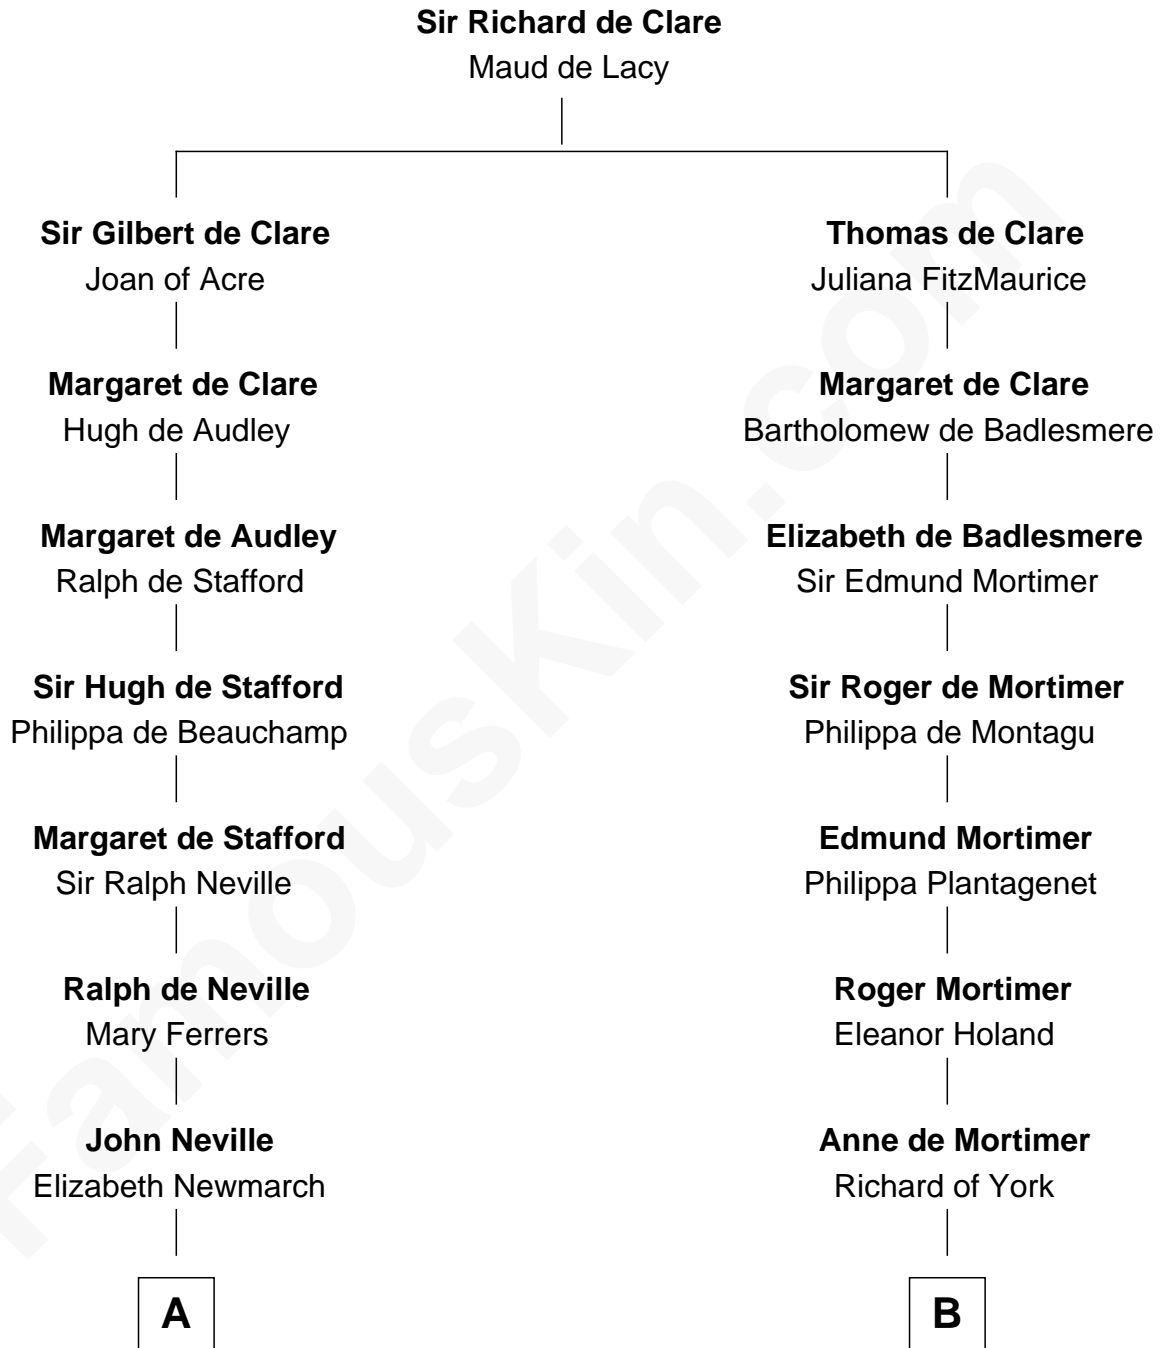 Sir Richard de Clare
Maud de Lacy
Sir Gilbert de Clare
Joan of Acre
Thomas de Clare
Juliana FitzMaurice
Margaret de Clare
Hugh de Audley
Margaret de Clare
Bartholomew de Badlesmere
Margaret de Audley
Ralph de Stafford
Elizabeth de Badlesmere
Sir Edmund Mortimer
Sir Hugh de Stafford
Philippa de Beauchamp
Sir Roger de Mortimer
Philippa de Montagu
Margaret de Stafford
Sir Ralph Neville
Edmund Mortimer
Philippa Plantagenet
Ralph de Neville
Mary Ferrers
Roger Mortimer
Eleanor Holand
John Neville
Elizabeth Newmarch
Anne de Mortimer
Richard of York
A
B
FamousKin.com